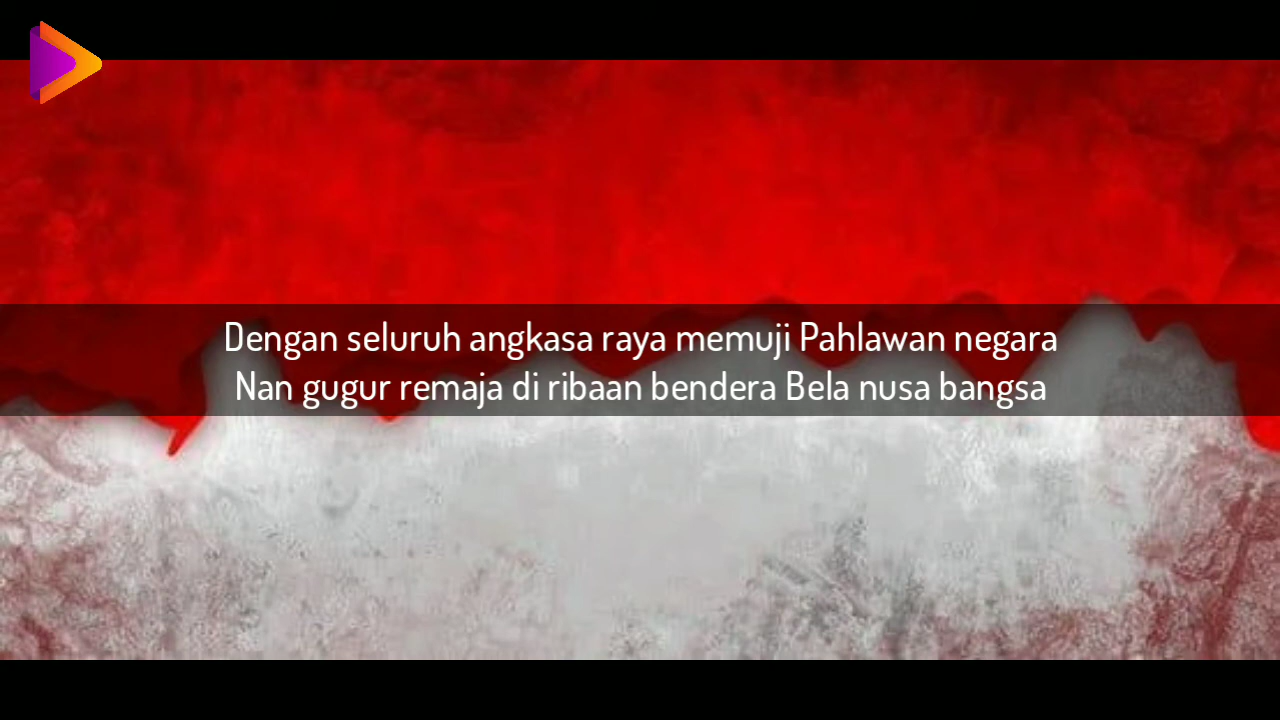 Dengan seluruh angkasa raya memuji Pahlawan negara
Nan gugur remaja di ribaan bendera Bela nusa bangsa